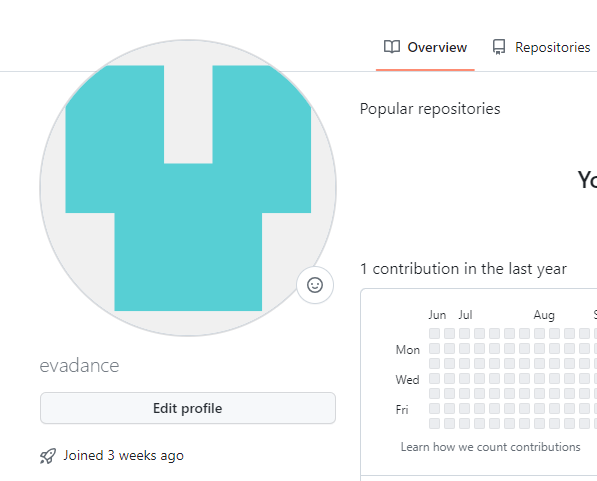 Overview
Repositories
Popular repositories
1 contribution in the last year
Jun Jul Aug
Mon
Wed
Fri
Learn how we count contributions
evadance
Edit profile
Joined 3 weeks ago